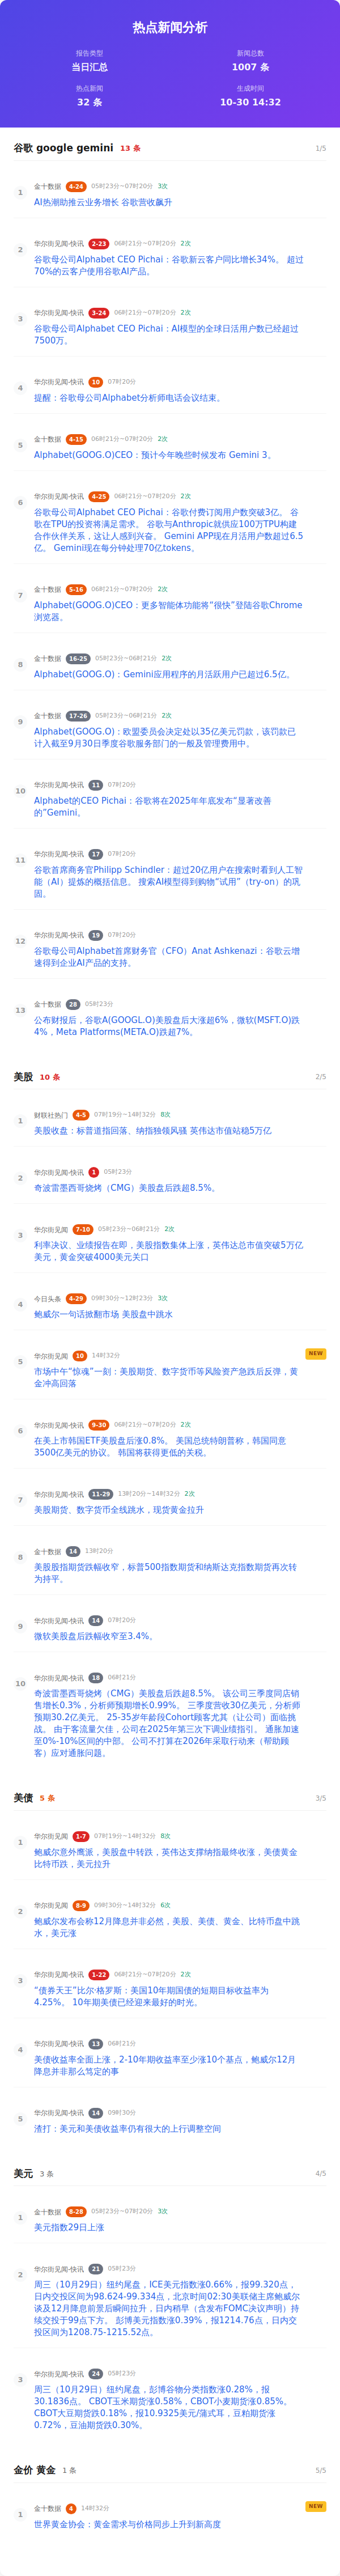 热点新闻分析
报告类型
新闻总数
当日汇总
1007 条
热点新闻
生成时间
32 条
10-30 14:32
谷歌 google gemini 13 条 1/5
1
金十数据 4-24 05时23分~07时20分 3次
AI热潮助推云业务增长 谷歌营收飙升
2
华尔街见闻-快讯 2-23 06时21分~07时20分 2次
谷歌母公司Alphabet CEO Pichai：谷歌新云客户同比增长34%。 超过
70%的云客户使用谷歌AI产品。
3
华尔街见闻-快讯 3-24 06时21分~07时20分 2次
谷歌母公司Alphabet CEO Pichai：AI模型的全球日活用户数已经超过
7500万。
4
华尔街见闻-快讯 10 07时20分
提醒：谷歌母公司Alphabet分析师电话会议结束。
5
金十数据 4-15 06时21分~07时20分 2次
Alphabet(GOOG.O)CEO：预计今年晚些时候发布 Gemini 3。
6
华尔街见闻-快讯 4-25 06时21分~07时20分 2次
谷歌母公司Alphabet CEO Pichai：谷歌付费订阅用户数突破3亿。 谷
歌在TPU的投资将满足需求。 谷歌与Anthropic就供应100万TPU构建
合作伙伴关系，这让人感到兴奋。 Gemini APP现在月活用户超过6.5
亿。 Gemini现在每分钟处理70亿tokens。
7
金十数据 5-16 06时21分~07时20分 2次
Alphabet(GOOG.O)CEO：更多智能体功能将“很快”登陆谷歌Chrome
浏览器。
8
金十数据 16-25 05时23分~06时21分 2次
Alphabet(GOOG.O)：Gemini应用程序的月活跃用户已超过6.5亿。
9
金十数据 17-26 05时23分~06时21分 2次
Alphabet(GOOG.O)：欧盟委员会决定处以35亿美元罚款，该罚款已
计入截至9月30日季度谷歌服务部门的一般及管理费用中。
10
华尔街见闻-快讯 11 07时20分
Alphabet的CEO Pichai：谷歌将在2025年年底发布“显著改善
的”Gemini。
11
华尔街见闻-快讯 17 07时20分
谷歌首席商务官Philipp Schindler：超过20亿用户在搜索时看到人工智
能（AI）提炼的概括信息。 搜索AI模型得到购物“试用”（try-on）的巩
固。
12
华尔街见闻-快讯 19 07时20分
谷歌母公司Alphabet首席财务官（CFO）Anat Ashkenazi：谷歌云增
速得到企业AI产品的支持。
13
金十数据 28 05时23分
公布财报后，谷歌A(GOOGL.O)美股盘后大涨超6%，微软(MSFT.O)跌
4%，Meta Platforms(META.O)跌超7%。
美股 10 条 2/5
1
财联社热门 4-5 07时19分~14时32分 8次
美股收盘：标普道指回落、纳指独领风骚 英伟达市值站稳5万亿
2
华尔街见闻-快讯 1 05时23分
奇波雷墨西哥烧烤（CMG）美股盘后跌超8.5%。
3
华尔街见闻 7-10 05时23分~06时21分 2次
利率决议、业绩报告在即，美股指数集体上涨，英伟达总市值突破5万亿
美元，黄金突破4000美元关口
4
今日头条 4-29 09时30分~12时23分 3次
鲍威尔一句话掀翻市场 美股盘中跳水
5
华尔街见闻 10 14时32分 NEW
市场中午“惊魂”一刻：美股期货、数字货币等风险资产急跌后反弹，黄
金冲高回落
6
华尔街见闻-快讯 9-30 06时21分~07时20分 2次
在美上市韩国ETF美股盘后涨0.8%。 美国总统特朗普称，韩国同意
3500亿美元的协议。 韩国将获得更低的关税。
7
华尔街见闻-快讯 11-29 13时20分~14时32分 2次
美股期货、数字货币全线跳水，现货黄金拉升
8
金十数据 14 13时20分
美股股指期货跌幅收窄，标普500指数期货和纳斯达克指数期货再次转
为持平。
9
华尔街见闻-快讯 14 07时20分
微软美股盘后跌幅收窄至3.4%。
10
华尔街见闻-快讯 18 06时21分
奇波雷墨西哥烧烤（CMG）美股盘后跌超8.5%。 该公司三季度同店销
售增长0.3%，分析师预期增长0.99%。 三季度营收30亿美元，分析师
预期30.2亿美元。 25-35岁年龄段Cohort顾客尤其（让公司）面临挑
战。 由于客流量欠佳，公司在2025年第三次下调业绩指引。 通胀加速
至0%-10%区间的中部。 公司不打算在2026年采取行动来（帮助顾
客）应对通胀问题。
美债 5 条 3/5
1
华尔街见闻 1-7 07时19分~14时32分 8次
鲍威尔意外鹰派，美股盘中转跌，英伟达支撑纳指最终收涨，美债黄金
比特币跌，美元拉升
2
华尔街见闻 8-9 09时30分~14时32分 6次
鲍威尔发布会称12月降息并非必然，美股、美债、黄金、比特币盘中跳
水，美元涨
3
华尔街见闻-快讯 1-22 06时21分~07时20分 2次
“债券天王”比尔·格罗斯：美国10年期国债的短期目标收益率为
4.25%。 10年期美债已经迎来最好的时光。
4
华尔街见闻-快讯 13 06时21分
美债收益率全面上涨，2-10年期收益率至少涨10个基点，鲍威尔12月
降息并非那么笃定的事
5
华尔街见闻-快讯 14 09时30分
渣打：美元和美债收益率仍有很大的上行调整空间
美元 3 条 4/5
1
金十数据 8-28 05时23分~07时20分 3次
美元指数29日上涨
2
华尔街见闻-快讯 21 05时23分
周三（10月29日）纽约尾盘，ICE美元指数涨0.66%，报99.320点，
日内交投区间为98.624-99.334点，北京时间02:30美联储主席鲍威尔
谈及12月降息前景后瞬间拉升，日内稍早（含发布FOMC决议声明）持
续交投于99点下方。 彭博美元指数涨0.39%，报1214.76点，日内交
投区间为1208.75-1215.52点。
3
华尔街见闻-快讯 24 05时23分
周三（10月29日）纽约尾盘，彭博谷物分类指数涨0.28%，报
30.1836点。 CBOT玉米期货涨0.58%，CBOT小麦期货涨0.85%。
CBOT大豆期货跌0.18%，报10.9325美元/蒲式耳，豆粕期货涨
0.72%，豆油期货跌0.30%。
金价 黄金 1 条 5/5
1
金十数据 4 14时32分 NEW
世界黄金协会：黄金需求与价格同步上升到新高度